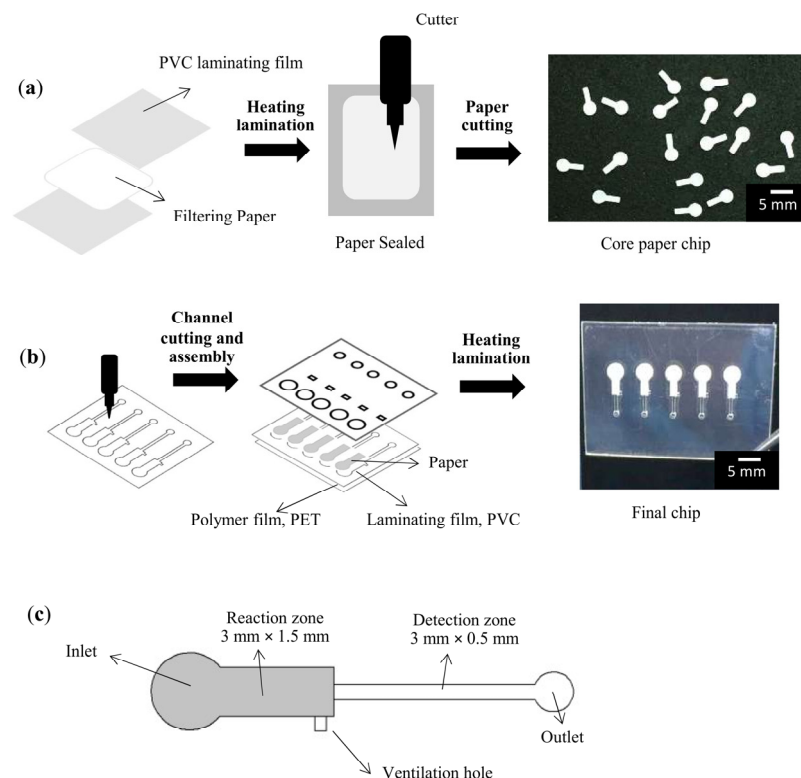 Cutter
(a)
PVC laminating film
Heating
lamination
Paper
cutting
Filtering Paper
5 mm
Paper Sealed
Core paper chip
(b)
Channel
cutting and
assembly
Heating
lamination
Paper
5 mm
Polymer film, PET
Laminating film, PVC
Final chip
(c)
Reaction zone
3 mm × 1.5 mm
Detection zone
3 mm × 0.5 mm
Inlet
Outlet
Ventilation hole